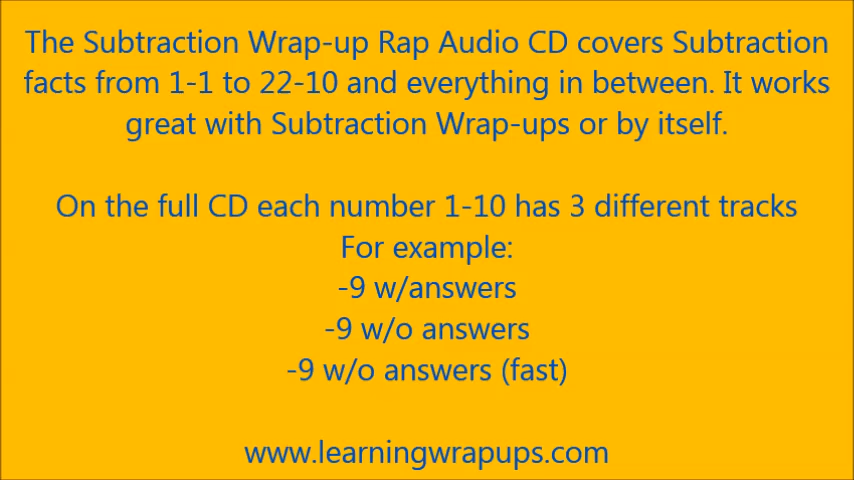 The Subtraction Wrap-up Rap Audio CD covers Subtraction
facts from 1-1 to 22-10 and everything in between. It works
great with Subtraction Wrap-ups or by itself.
On the full CD each number 1-10 has 3 different tracks
For example:
-9 w/answers
-9 w/o answers
-9 w/o answers (fast)
www.learningwrapups.com